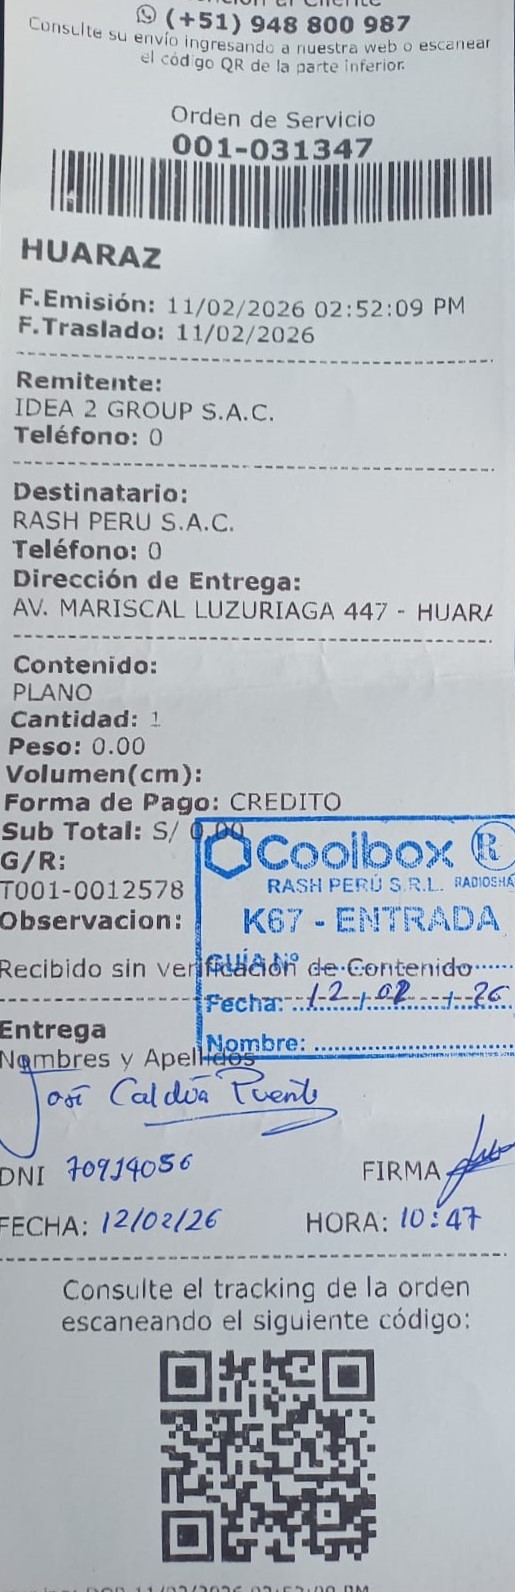 (+51) 948 800 987
Consulte su envío ingresando a nuestra web o escanear
el código QR de la parte inferior.
Orden de Servicio
001-031347
HUARAZ
F.Emisión: 11/02/2026 02:52:09 PM
F.Traslado: 11/02/2026
Remitente:
IDEA 2 GROUP S.A.C.
Teléfono: 0
Destinatario:
RASH PERU S.A.C.
Teléfono: 0
Dirección de Entrega:
AV. MARISCAL LUZURIAGA 447 - HUARA
Contenido:
PLANO
Cantidad: 1
Peso: 0.00
Volumen(cm):
Forma de Pago: CREDITO
Sub Total: S/ 0.00
Coolbox ®
G/R:
RASH PERÚ S.R.L. RADIOSHA
T001-0012578
K67 - ENTRADA
Observacion:
GUÍA Nº
Recibido sin verificación de Contenido
Fecha: 12 / 02 / 26
Entrega
Nombre:
Nombres y Apellidos
José Caldúa Puente
DNI 70914056
FIRMA
FECHA: 12/02/26
HORA: 10:47
Consulte el tracking de la orden
escaneando el siguiente código: